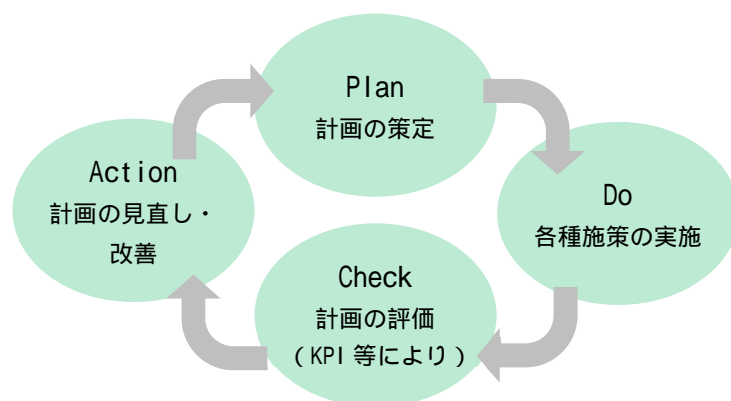 Plan
計画の策定
Do
各種施策の実施
Check
計画の評価
（KPI 等により）
Action
計画の見直し・
改善